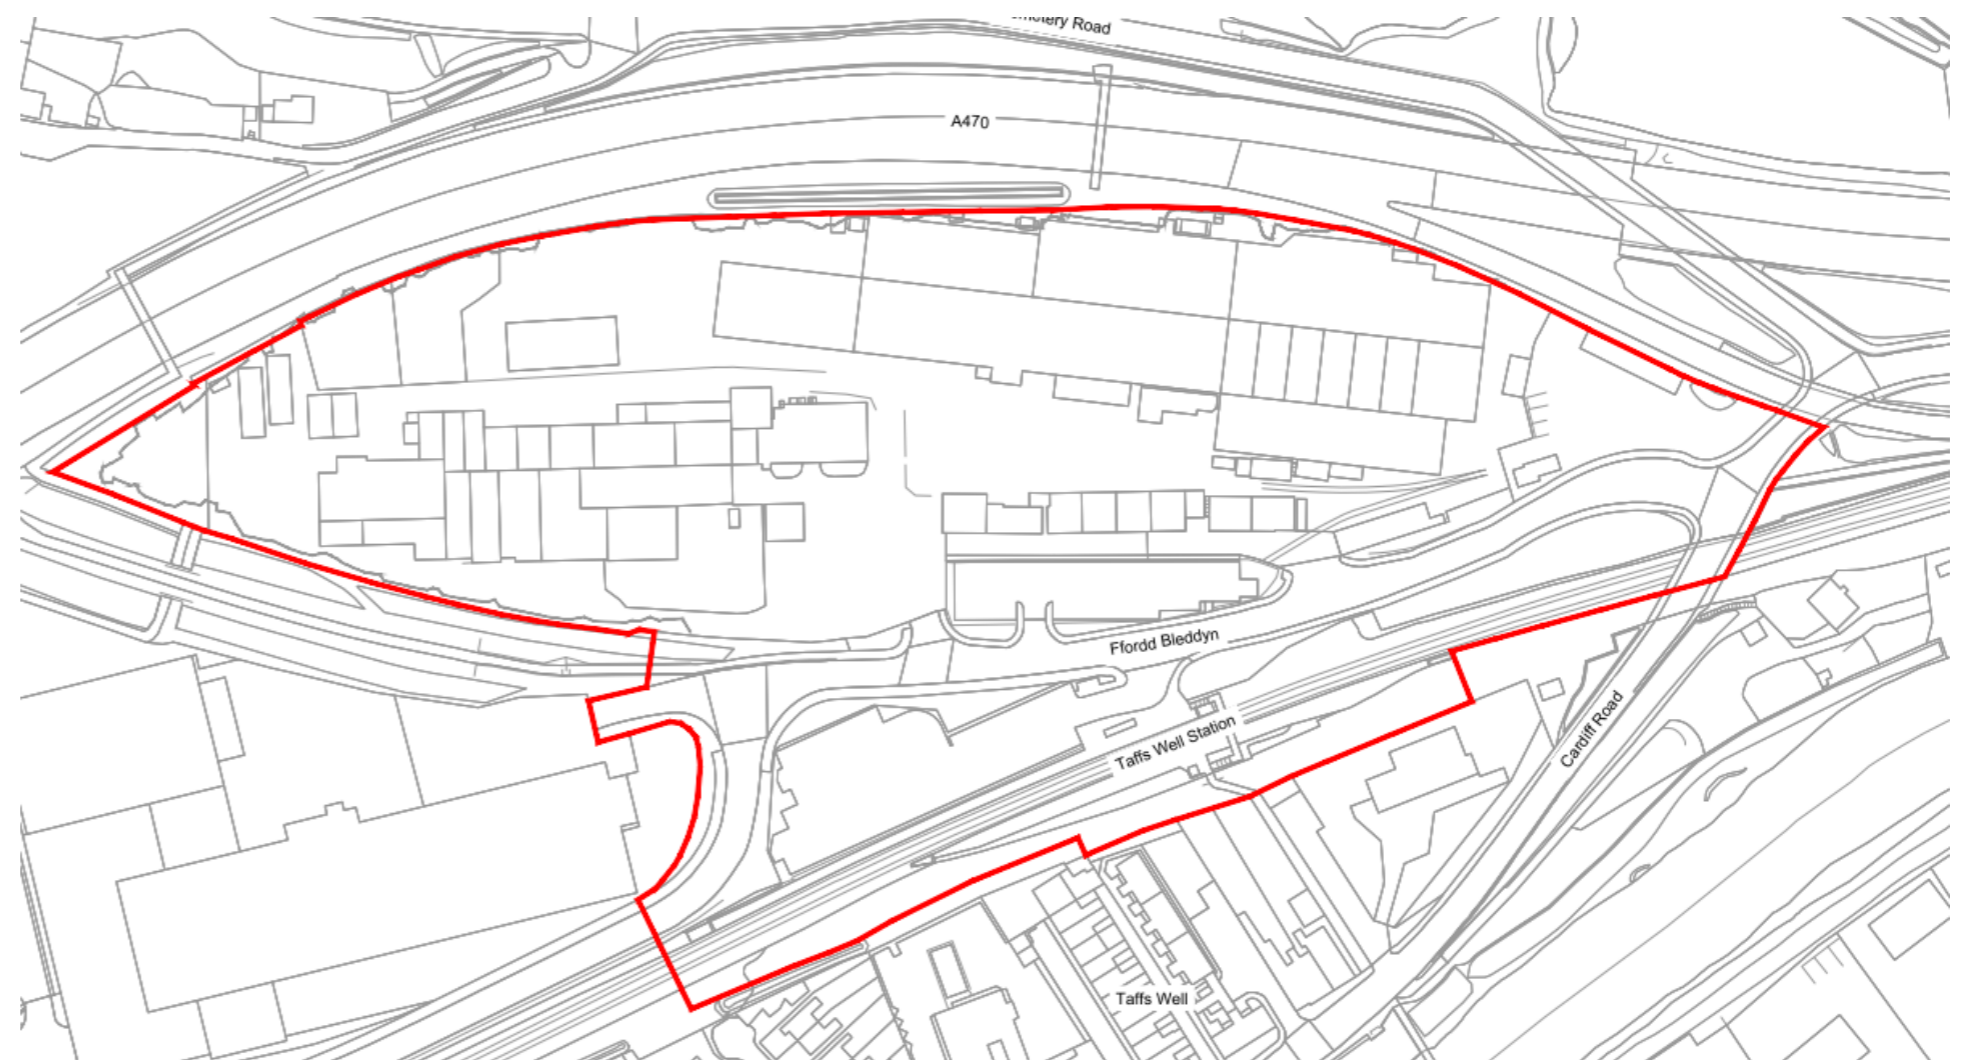 Road
A470
Ffordd Bleddyn
Taffs Well Station
Cardiff Road
Taffs Well